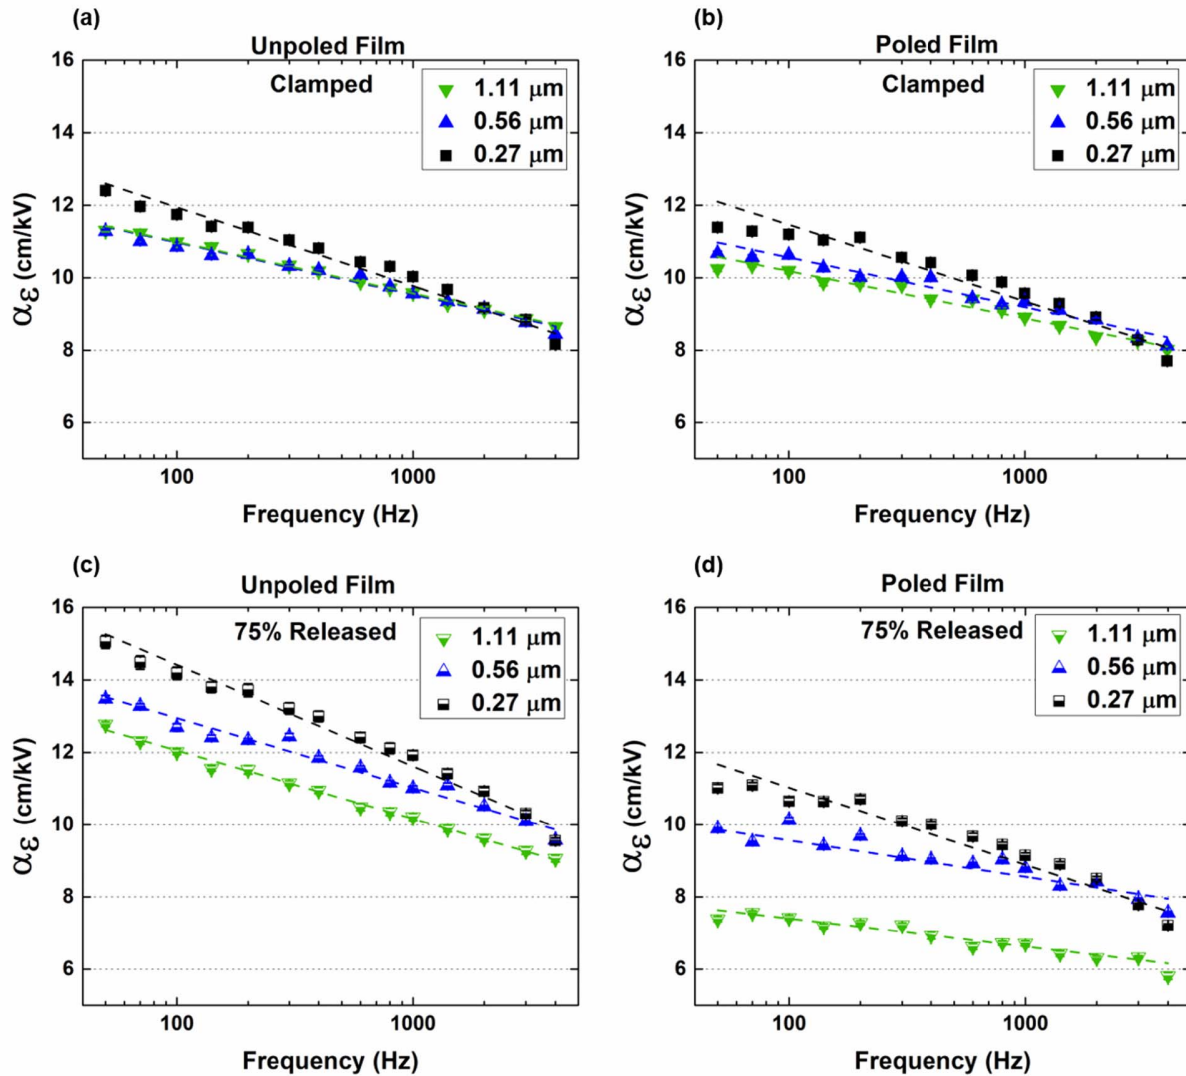 (a)
Unpoled Film
Clamped
1.11 μm
0.56 μm
0.27 μm
16
14
12
10
8
6
αε (cm/kV)
100
1000
Frequency (Hz)
(b)
Poled Film
Clamped
1.11 μm
0.56 μm
0.27 μm
16
14
12
10
8
6
αε (cm/kV)
100
1000
Frequency (Hz)
(c)
Unpoled Film
75% Released
1.11 μm
0.56 μm
0.27 μm
16
14
12
10
8
6
αε (cm/kV)
100
1000
Frequency (Hz)
(d)
Poled Film
75% Released
1.11 μm
0.56 μm
0.27 μm
16
14
12
10
8
6
αε (cm/kV)
100
1000
Frequency (Hz)